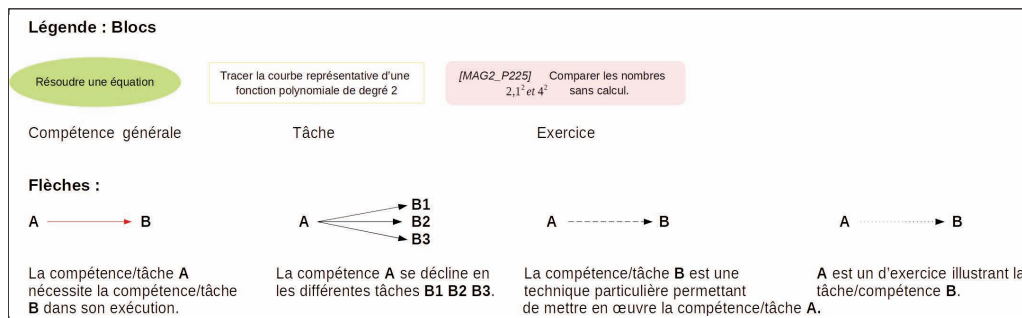 Légende : Blocs
Résoudre une équation
Tracer la courbe représentative d'une
fonction polynomiale de degré 2
[MAG2_P225] Comparer les nombres
2,1² et 4² sans calcul.
Compétence générale
Tâche
Exercice
Flèches :
A B
A B1
B2
B3
A B
A B
La compétence/tâche A
nécessite la compétence/tâche
B dans son exécution.
La compétence A se décline en
les différentes tâches B1 B2 B3.
La compétence/tâche B est une
technique particulière permettant
de mettre en œuvre la compétence/tâche A.
A est un d'exercice illustrant la
tâche/compétence B.